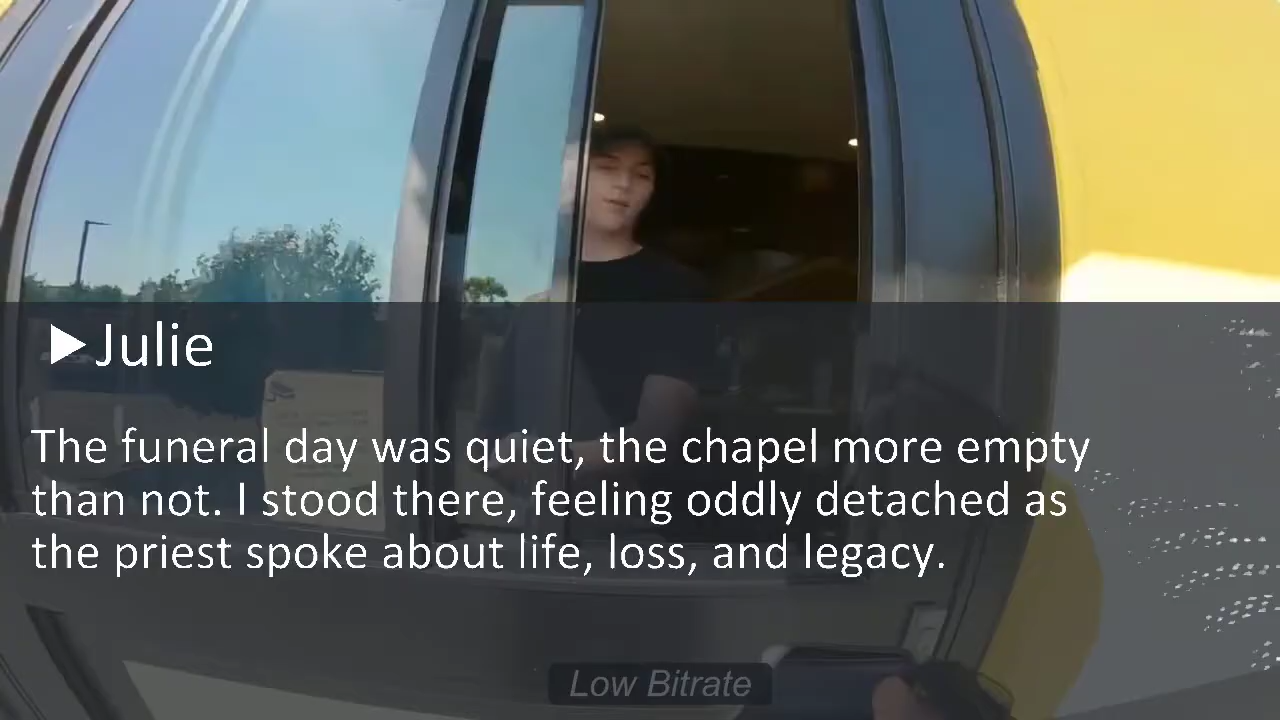 ▶Julie
The funeral day was quiet, the chapel more empty
than not. I stood there, feeling oddly detached as
the priest spoke about life, loss, and legacy.
Low Bitrate